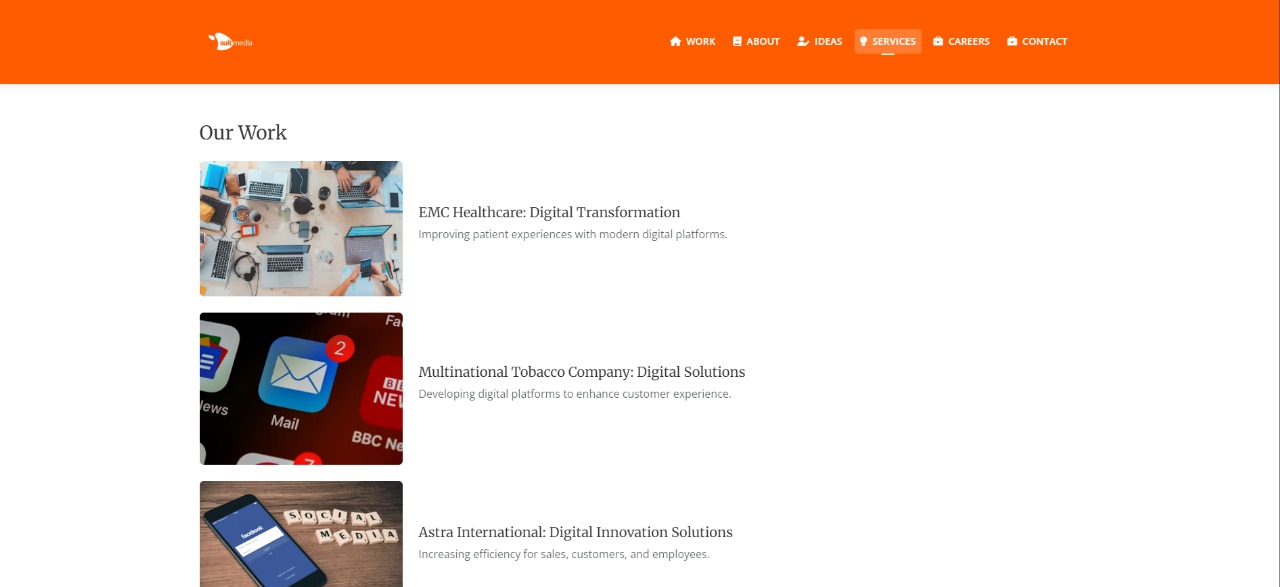 suitmedia
WORK
ABOUT
IDEAS
SERVICES
CAREERS
CONTACT
Our Work
EMC Healthcare: Digital Transformation
Improving patient experiences with modern digital platforms.
2
Mail
BBC Ne
Multinational Tobacco Company: Digital Solutions
Developing digital platforms to enhance customer experience.
facebook
SOCIAL
MEDIA
Astra International: Digital Innovation Solutions
Increasing efficiency for sales, customers, and employees.